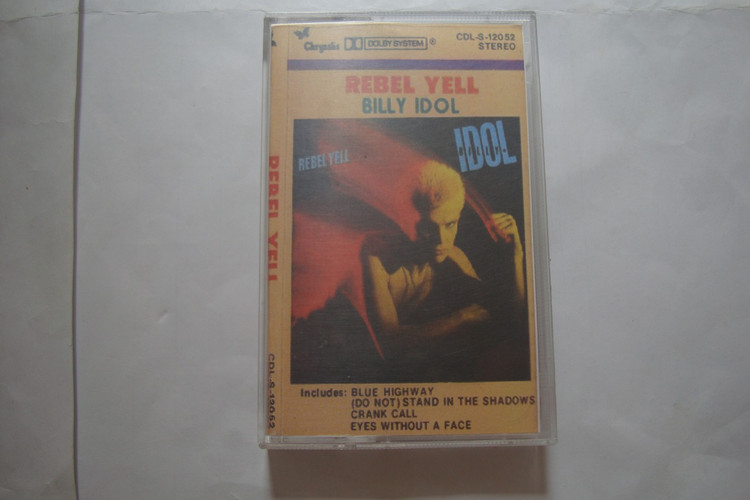 Chrysalis DOLBY SYSTEM ®
CDL-S-12052
STEREO
REBEL YELL
BILLY IDOL
REBEL YELL
BILLY
IDOL
Includes: BLUE HIGHWAY
(DO NOT) STAND IN THE SHADOWS
CRANK CALL
EYES WITHOUT A FACE
REBEL YELL
CDL-S-12052